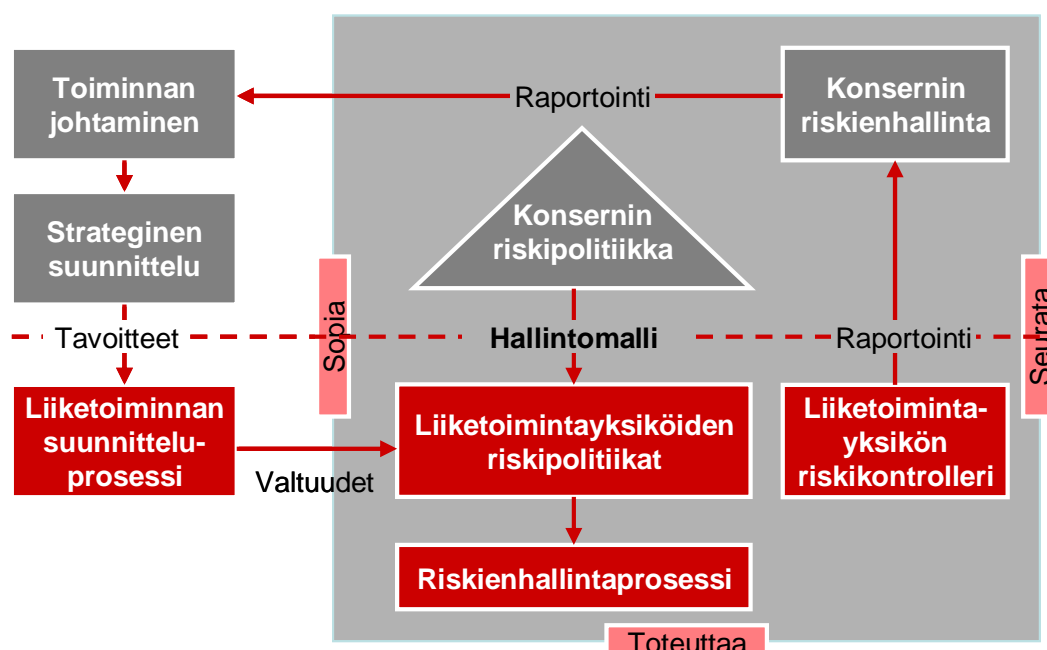 Toiminnan
johtaminen
Raportointi
Konsernin
riskienhallinta
Strateginen
suunnittelu
Konsernin
riskipolitiikka
Sopia
Seurata
Tavoitteet
Hallintomalli
Raportointi
Liiketoiminnan
suunnittelu-
prosessi
Valtuudet
Liiketoimintayksiköiden
riskipolitiikat
Liiketoiminta-
yksikön
riskikontrolleri
Riskienhallintaprosessi
Toteuttaa